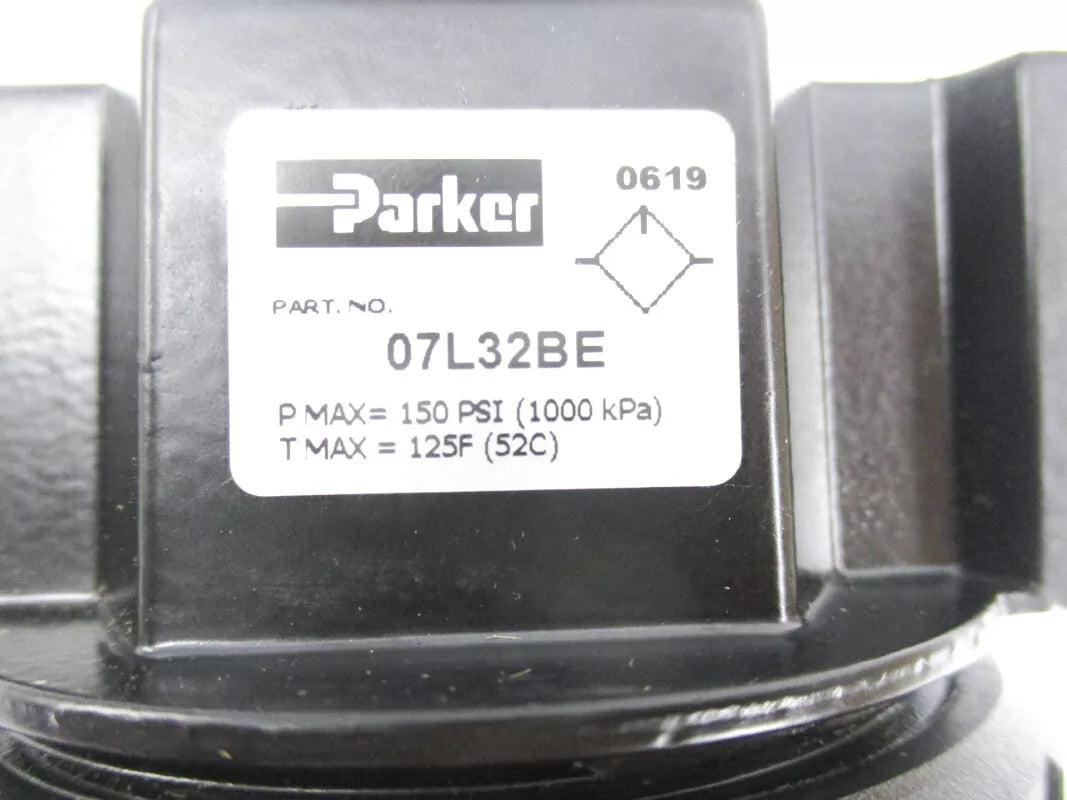 Parker
0619
PART. NO.
07L32BE
P MAX= 150 PSI (1000 kPa)
T MAX = 125F (52C)